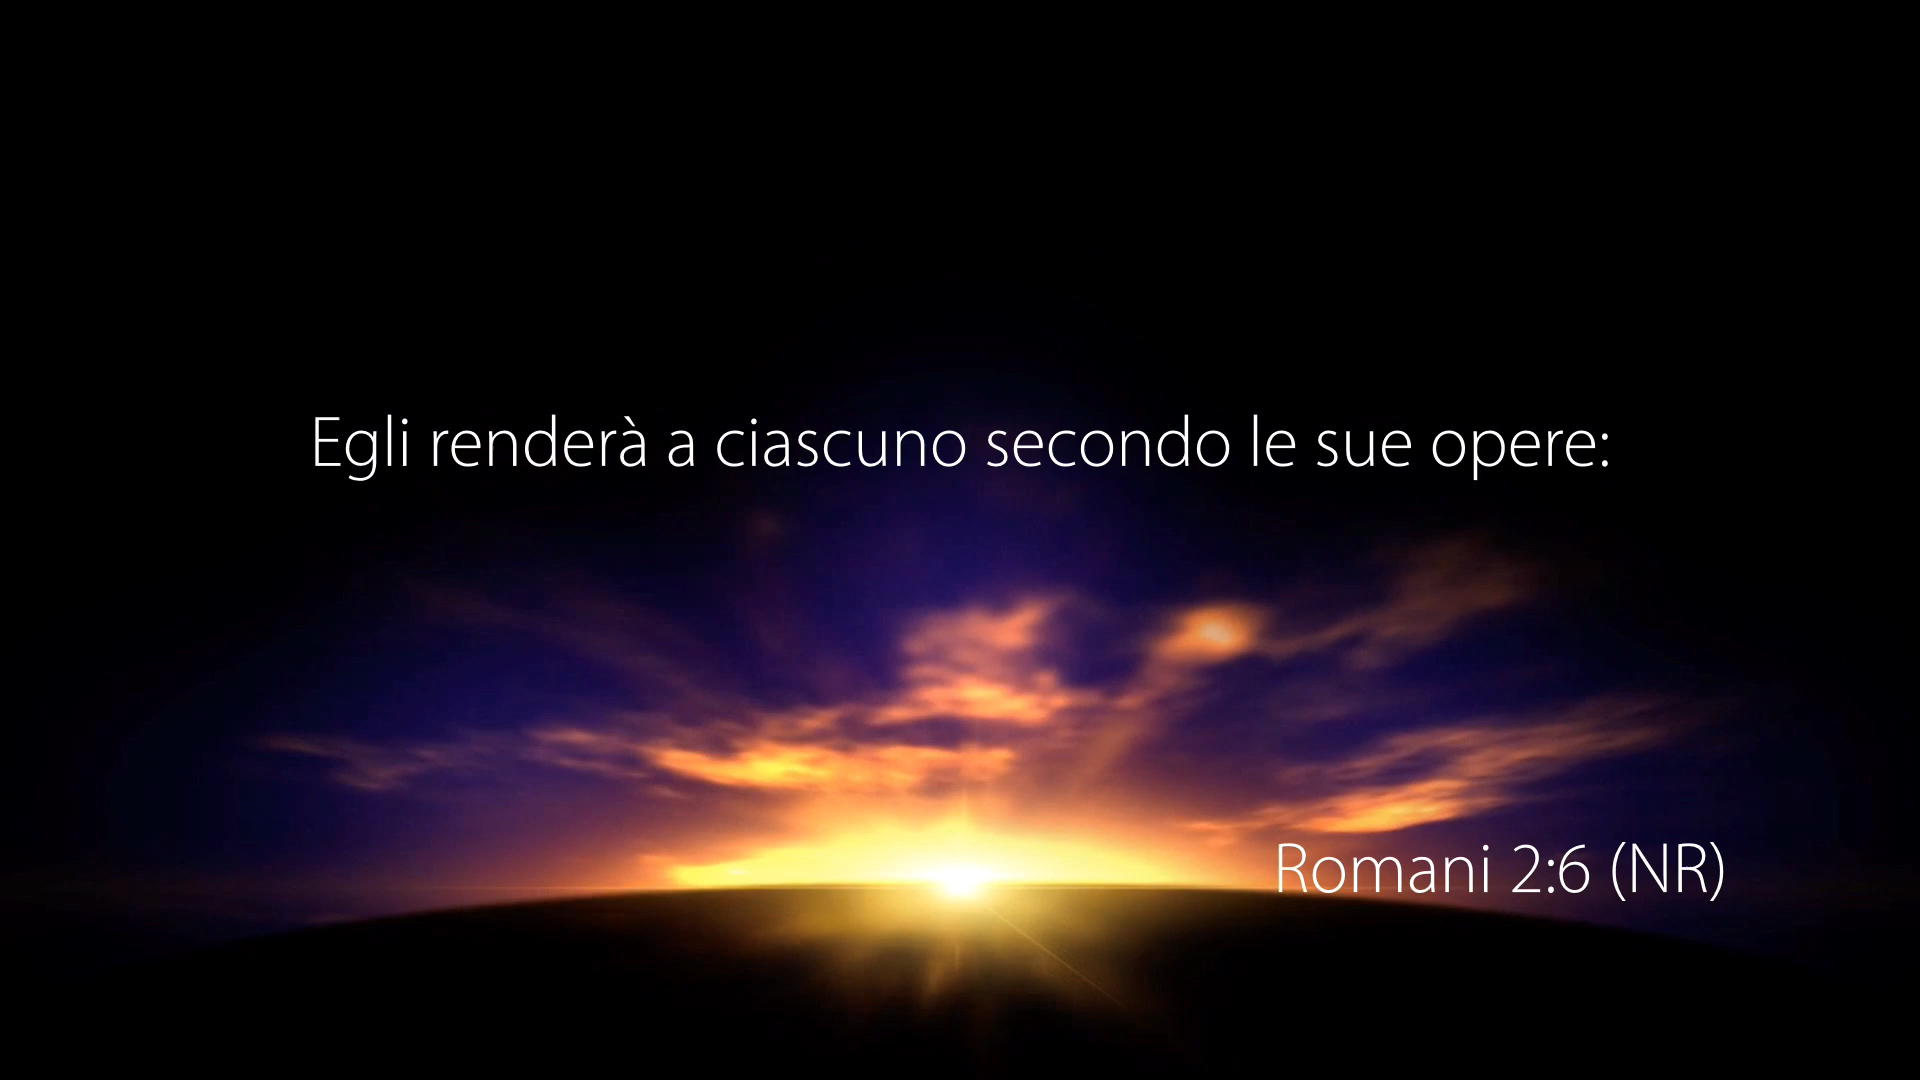 Egli renderà a ciascuno secondo le sue opere:
Romani 2:6 (NR)